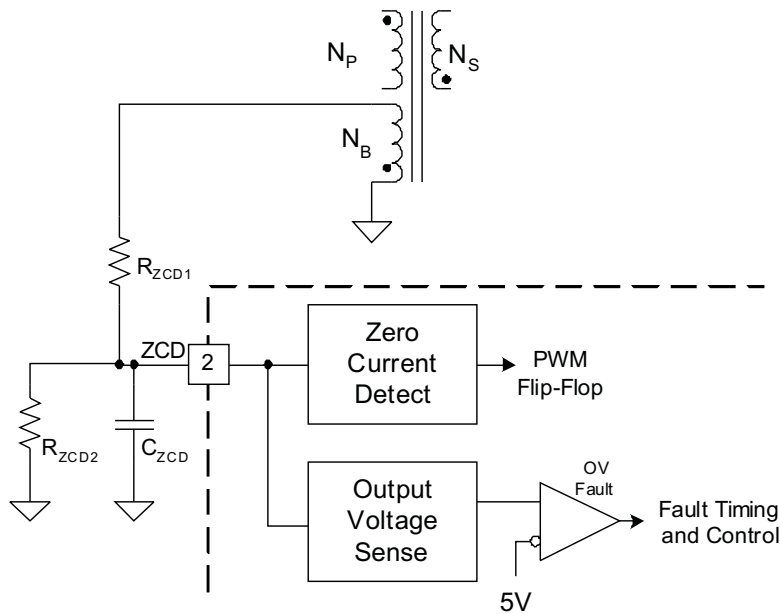 N_P
N_S
N_B
R_ZCD1
ZCD
2
Zero
Current
Detect
PWM
Flip-Flop
R_ZCD2
C_ZCD
Output
Voltage
Sense
OV
Fault
Fault Timing
and Control
5V